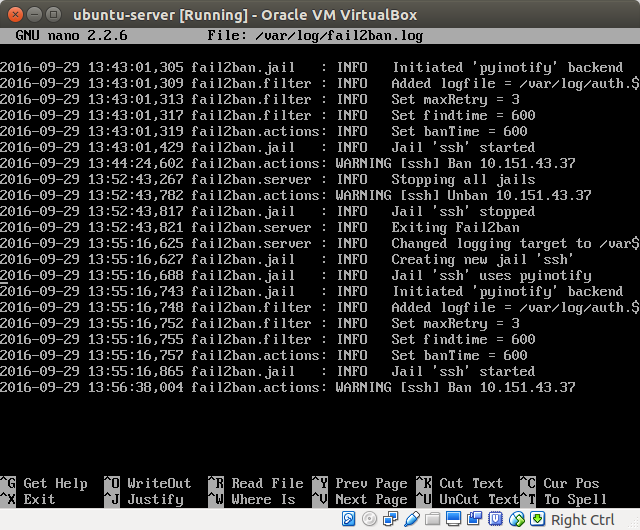 ubuntu-server [Running] - Oracle VM VirtualBox
GNU nano 2.2.6 File: /var/log/fail2ban.log
2016-09-29 13:43:01,305 fail2ban.jail : INFO Initiated 'pyinotify' backend
2016-09-29 13:43:01,309 fail2ban.filter : INFO Added logfile = /var/log/auth.$
2016-09-29 13:43:01,313 fail2ban.filter : INFO Set maxRetry = 3
2016-09-29 13:43:01,317 fail2ban.filter : INFO Set findtime = 600
2016-09-29 13:43:01,319 fail2ban.actions: INFO Set banTime = 600
2016-09-29 13:43:01,429 fail2ban.jail : INFO Jail 'ssh' started
2016-09-29 13:44:24,602 fail2ban.actions: WARNING [ssh] Ban 10.151.43.37
2016-09-29 13:52:43,267 fail2ban.server : INFO Stopping all jails
2016-09-29 13:52:43,782 fail2ban.actions: WARNING [ssh] Unban 10.151.43.37
2016-09-29 13:52:43,817 fail2ban.jail : INFO Jail 'ssh' stopped
2016-09-29 13:52:43,821 fail2ban.server : INFO Exiting Fail2ban
2016-09-29 13:55:16,625 fail2ban.server : INFO Changed logging target to /var$
2016-09-29 13:55:16,627 fail2ban.jail : INFO Creating new jail 'ssh'
2016-09-29 13:55:16,688 fail2ban.jail : INFO Jail 'ssh' uses pyinotify
2016-09-29 13:55:16,743 fail2ban.jail : INFO Initiated 'pyinotify' backend
2016-09-29 13:55:16,748 fail2ban.filter : INFO Added logfile = /var/log/auth.$
2016-09-29 13:55:16,752 fail2ban.filter : INFO Set maxRetry = 3
2016-09-29 13:55:16,755 fail2ban.filter : INFO Set findtime = 600
2016-09-29 13:55:16,757 fail2ban.actions: INFO Set banTime = 600
2016-09-29 13:55:16,865 fail2ban.jail : INFO Jail 'ssh' started
2016-09-29 13:56:38,004 fail2ban.actions: WARNING [ssh] Ban 10.151.43.37
^G Get Help ^O WriteOut ^R Read File ^Y Prev Page ^K Cut Text ^C Cur Pos
^X Exit ^J Justify ^W Where Is ^V Next Page ^U UnCut Text ^T To Spell
Right Ctrl